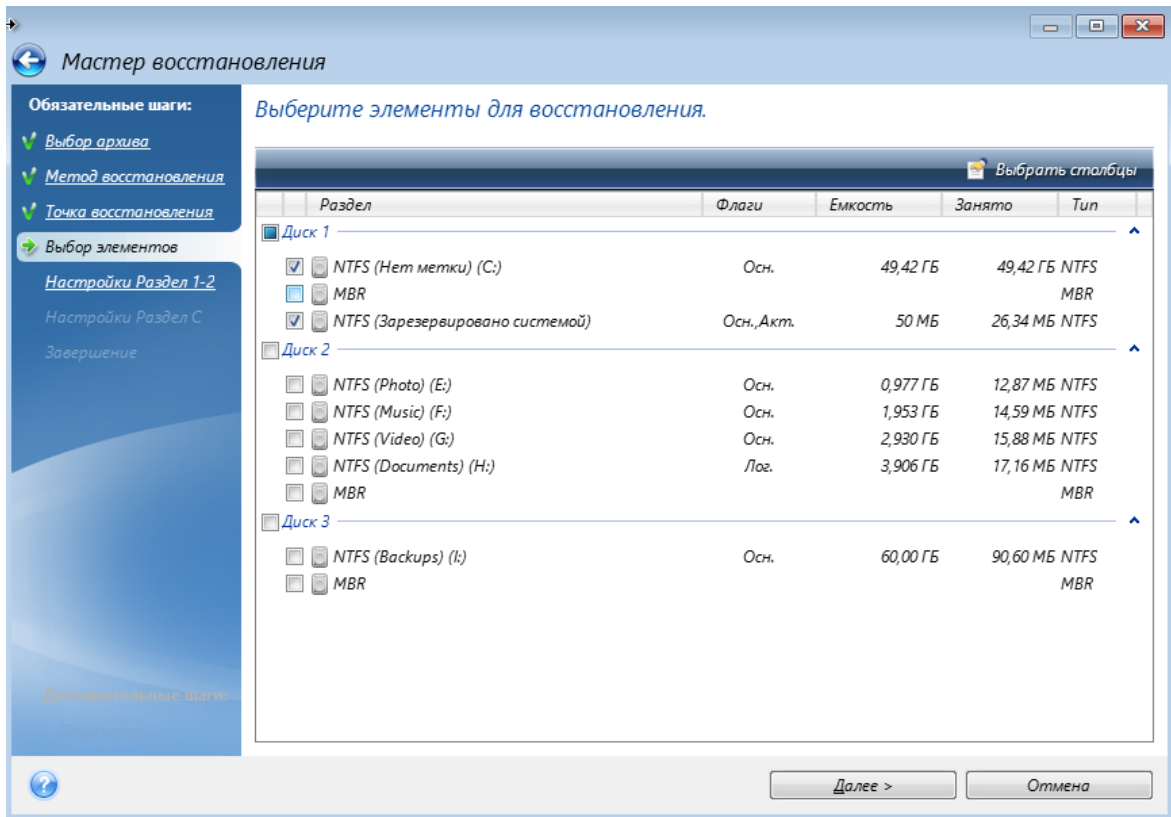 Мастер восстановления
Обязательные шаги:
Выбор архива
Метод восстановления
Точка восстановления
Выбор элементов
Настройки Раздел 1-2
Настройки Раздел C
Завершение
Выберите элементы для восстановления.
Выбрать столбцы
Раздел Флаги Емкость Занято Тип
Диск 1
NTFS (Нет метки) (C:) Осн. 49,42 ГБ 49,42 ГБ NTFS
MBR MBR
NTFS (Зарезервировано системой) Осн.,Акт. 50 МБ 26,34 МБ NTFS
Диск 2
NTFS (Photo) (E:) Осн. 0,977 ГБ 12,87 МБ NTFS
NTFS (Music) (F:) Осн. 1,953 ГБ 14,59 МБ NTFS
NTFS (Video) (G:) Осн. 2,930 ГБ 15,88 МБ NTFS
NTFS (Documents) (H:) Лог. 3,906 ГБ 17,16 МБ NTFS
MBR MBR
Диск 3
NTFS (Backups) (I:) Осн. 60,00 ГБ 90,60 МБ NTFS
MBR MBR
шаги:
Далее >
Отмена